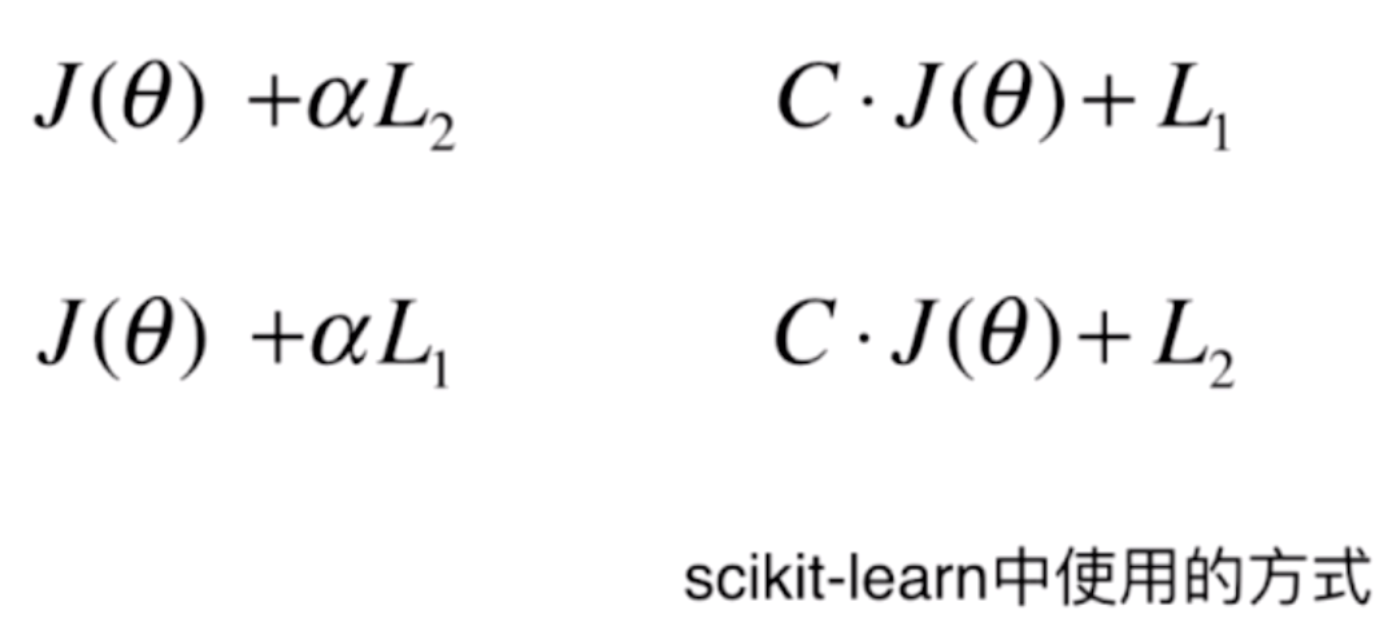 J(θ) +αL₂
C · J(θ) + L₁
J(θ) +αL₁
C · J(θ) + L₂
scikit-learn中使用的方式